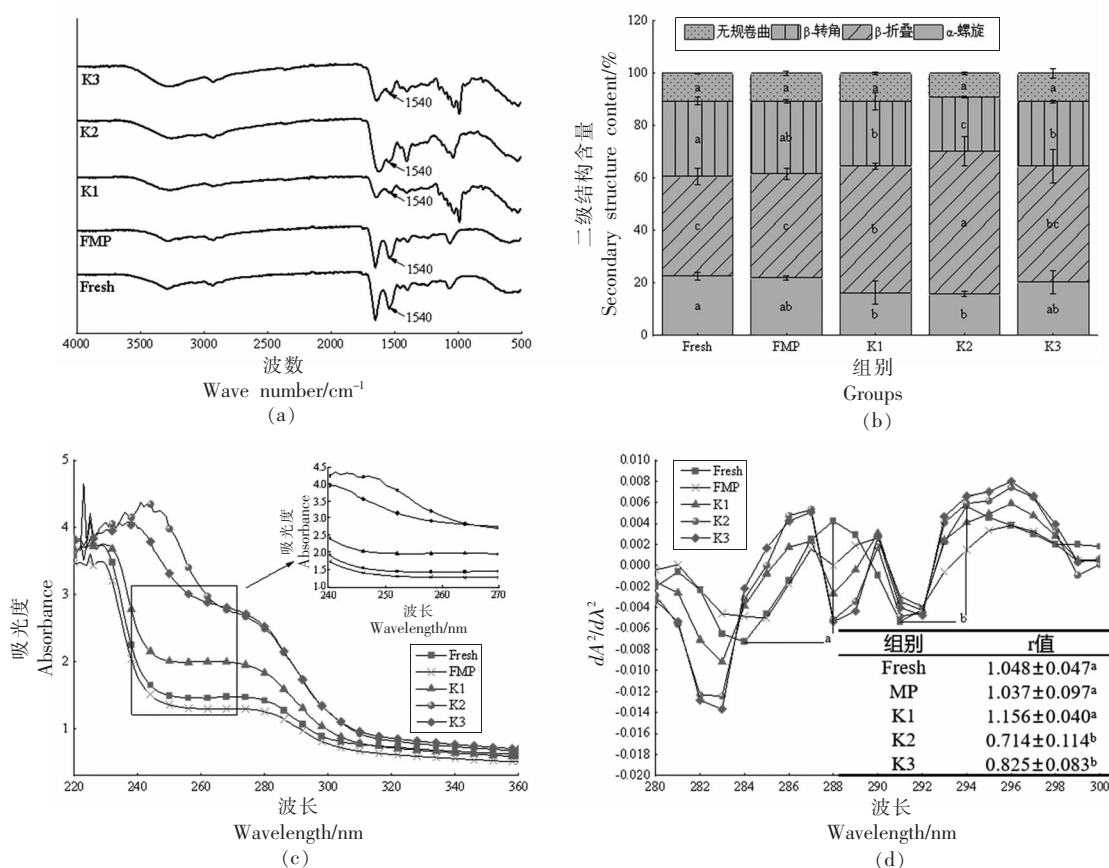 K3
K2
K1
FMP
Fresh
1540
1540
1540
1540
1540
4000 3500 3000 2500 2000 1500 1000 500
波数
Wave number/cm⁻¹
(a)
二级结构含量
Secondary structure content/%
120
100
80
60
40
20
0
无规卷曲 β-转角 β-折叠 α-螺旋
a a a a a
a ab b c b
c c b a bc
a ab b b ab
Fresh FMP K1 K2 K3
组别
Groups
(b)
吸光度
Absorbance
5
4
3
2
1
吸光度
Absorbance
4.5
4.0
3.5
3.0
2.5
2.0
1.5
1.0
240 250 260 270
波长
Wavelength/nm
Fresh
FMP
K1
K2
K3
220 240 260 280 300 320 340 360
波长
Wavelength/nm
(c)
dA²/dλ²
0.010
0.008
0.006
0.004
0.002
0.000
-0.002
-0.004
-0.006
-0.008
-0.010
-0.012
-0.014
-0.016
-0.018
-0.020
Fresh
FMP
K1
K2
K3
a
b
组别 r值
Fresh 1.048±0.047ᵃ
MP 1.037±0.097ᵃ
K1 1.156±0.040ᵃ
K2 0.714±0.114ᵇ
K3 0.825±0.083ᵇ
280 282 284 286 288 290 292 294 296 298 300
波长
Wavelength/nm
(d)